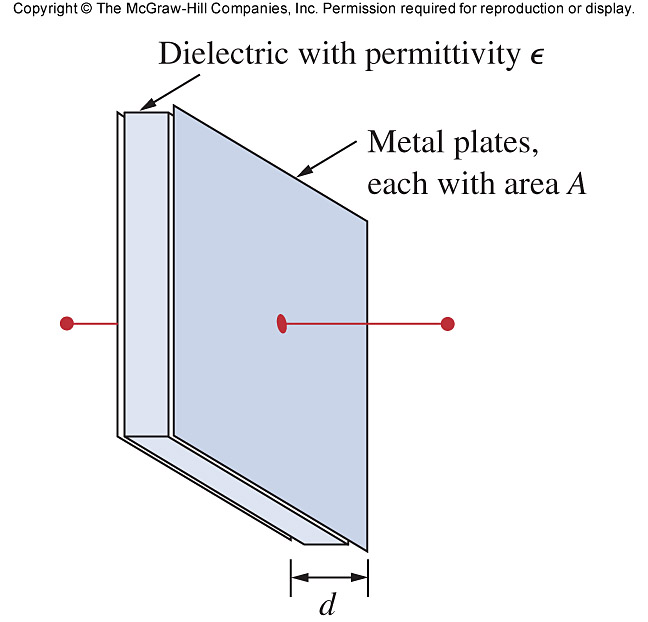 Copyright © The McGraw-Hill Companies, Inc. Permission required for reproduction or display.
Dielectric with permittivity ϵ
Metal plates,
each with area A
d